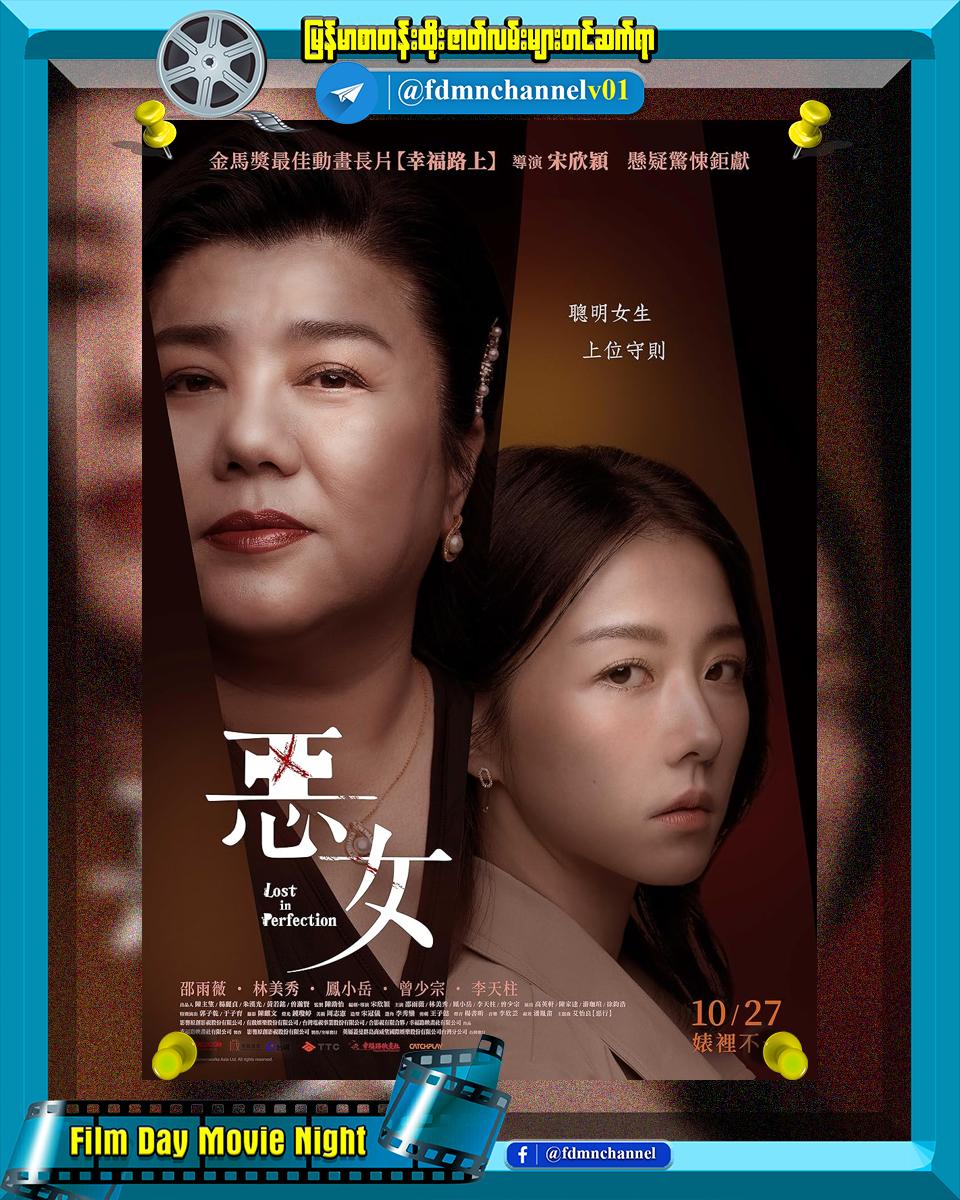 မြန်မာစာတန်းထိုးဇာတ်လမ်းများတင်ဆက်ရာ
@fdmnchannelv01
金馬獎最佳動畫長片【幸福路上】 導演 宋欣穎 懸疑驚悚鉅獻
聰明女生
上位守則
惡女
Lost
in
Perfection
邵雨薇・林美秀・鳳小岳・曾少宗・李天柱
TTC CATCHPLAY
10/27
婊裡不
Film Day Movie Night
f @fdmnchannel